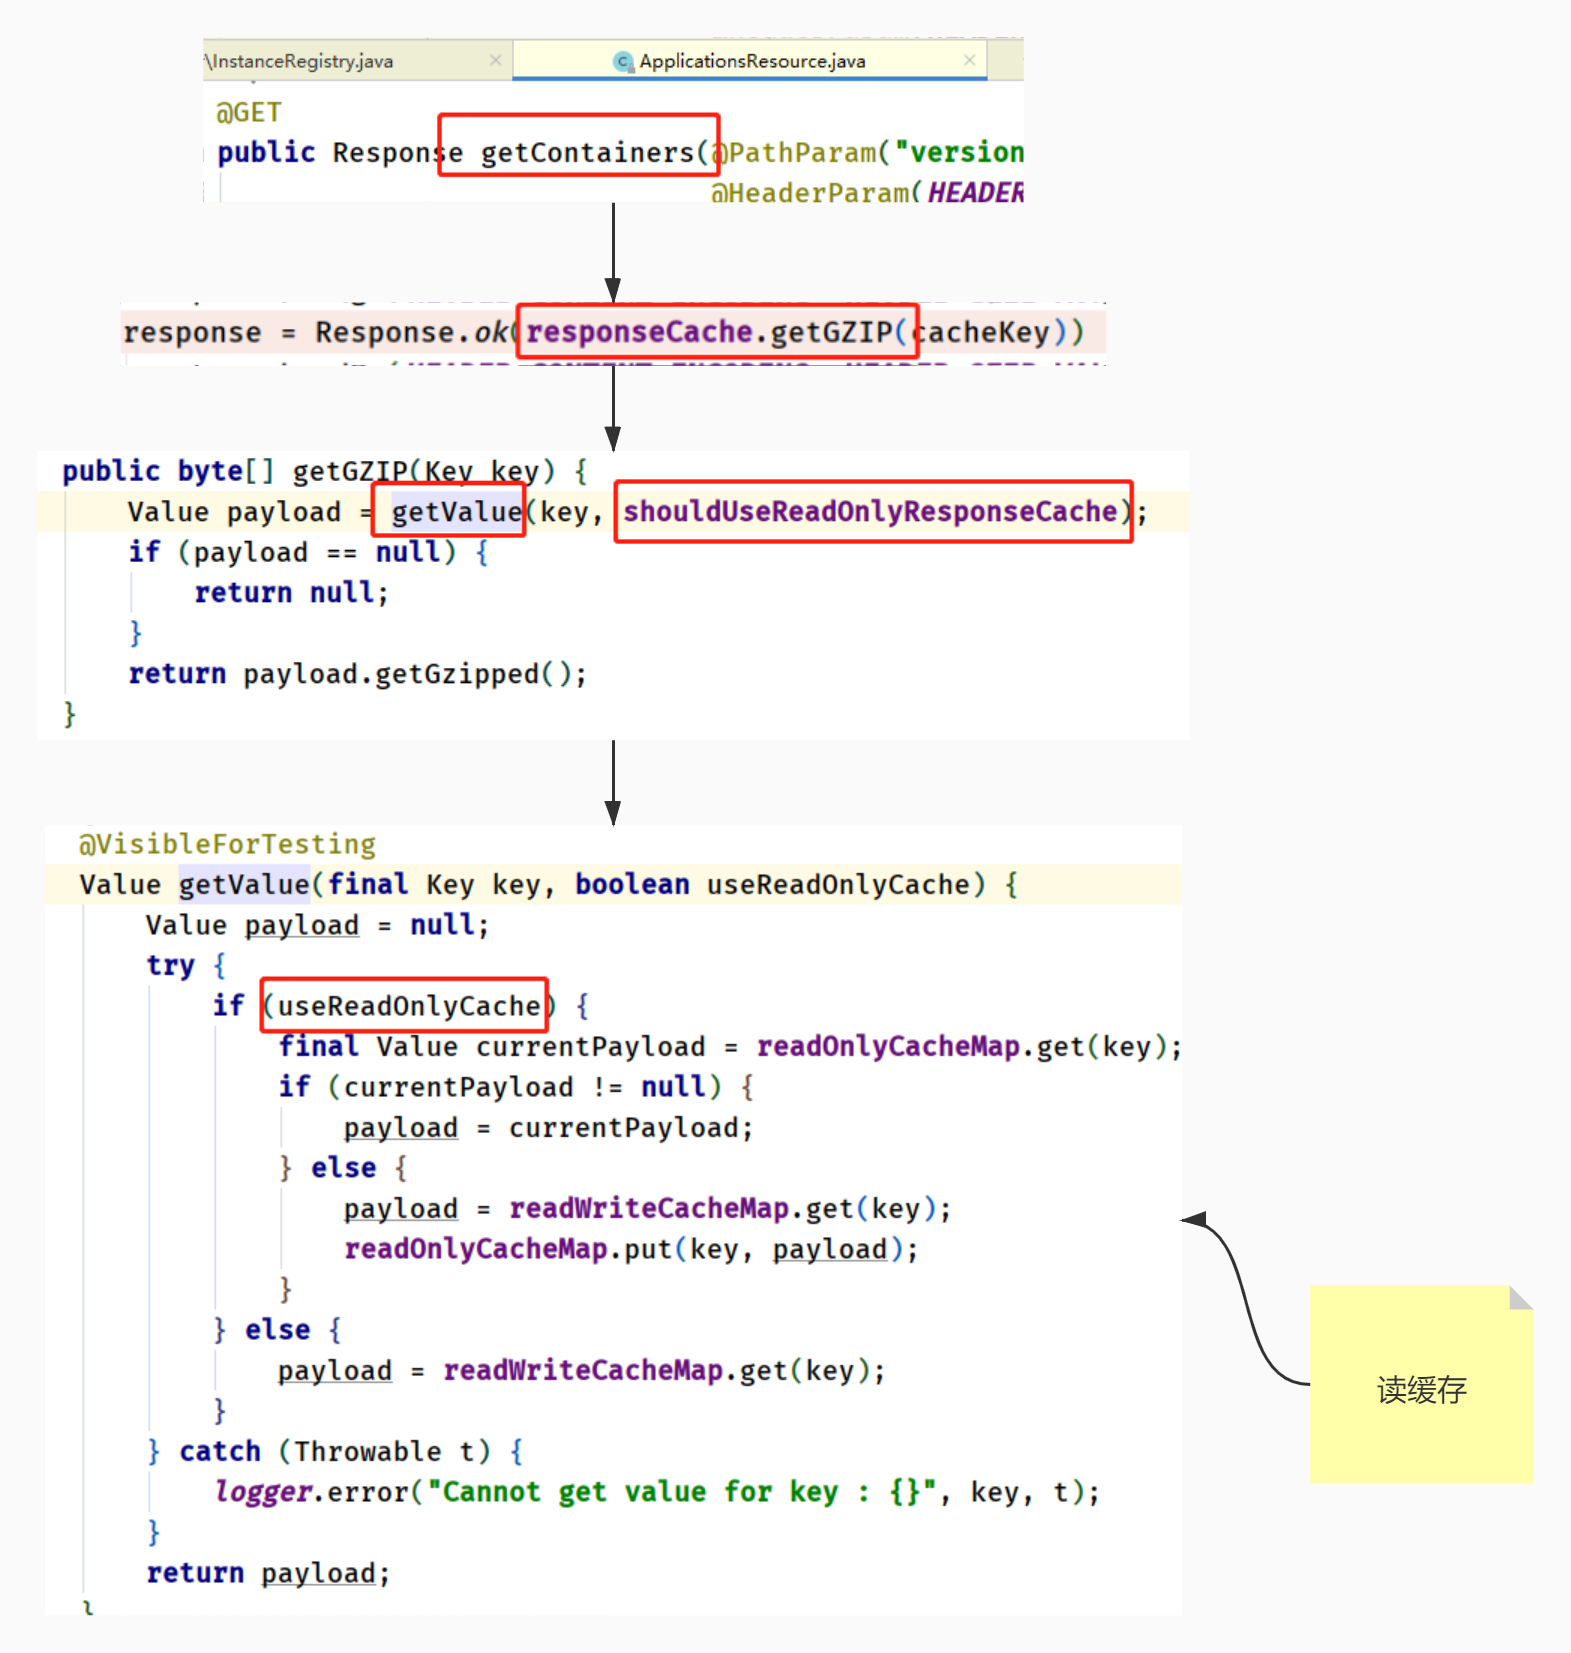 \InstanceRegistry.java
ApplicationsResource.java
@GET
public Response getContainers(@PathParam("version
@HeaderParam(HEADER
response = Response.ok(responseCache.getGZIP(cacheKey))
public byte[] getGZIP(Key key) {
Value payload = getValue(key, shouldUseReadOnlyResponseCache);
if (payload == null) {
return null;
}
return payload.getGzipped();
}
@VisibleForTesting
Value getValue(final Key key, boolean useReadOnlyCache) {
Value payload = null;
try {
if (useReadOnlyCache) {
final Value currentPayload = readOnlyCacheMap.get(key);
if (currentPayload != null) {
payload = currentPayload;
} else {
payload = readWriteCacheMap.get(key);
readOnlyCacheMap.put(key, payload);
}
} else {
payload = readWriteCacheMap.get(key);
}
} catch (Throwable t) {
logger.error("Cannot get value for key : {}", key, t);
}
return payload;
}
读缓存